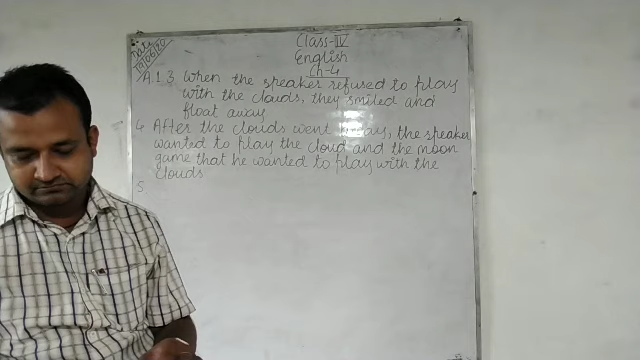 Class-IV
English
Ch-4
Date
A.1 3. When the speaker refused to play
with the clouds, they smiled and
float away
4. After the clouds went away, the speaker
wanted to play the cloud and the moon
game that he wanted to play with the
clouds
5